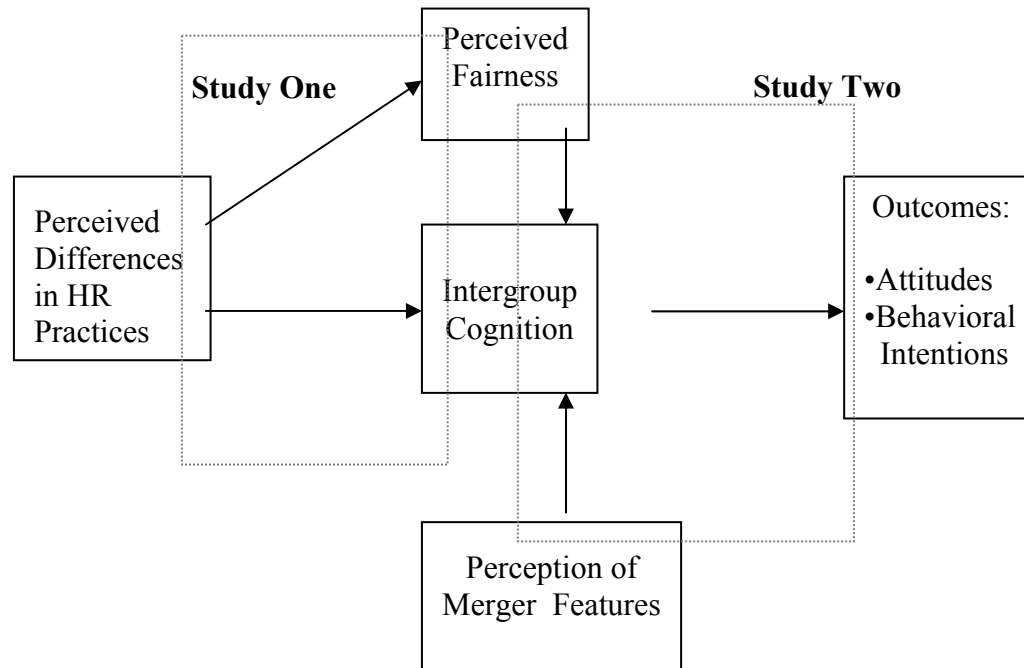 Perceived
Fairness
Study One
Study Two
Perceived
Differences
in HR
Practices
Intergroup
Cognition
Outcomes:
•Attitudes
•Behavioral
Intentions
Perception of
Merger Features